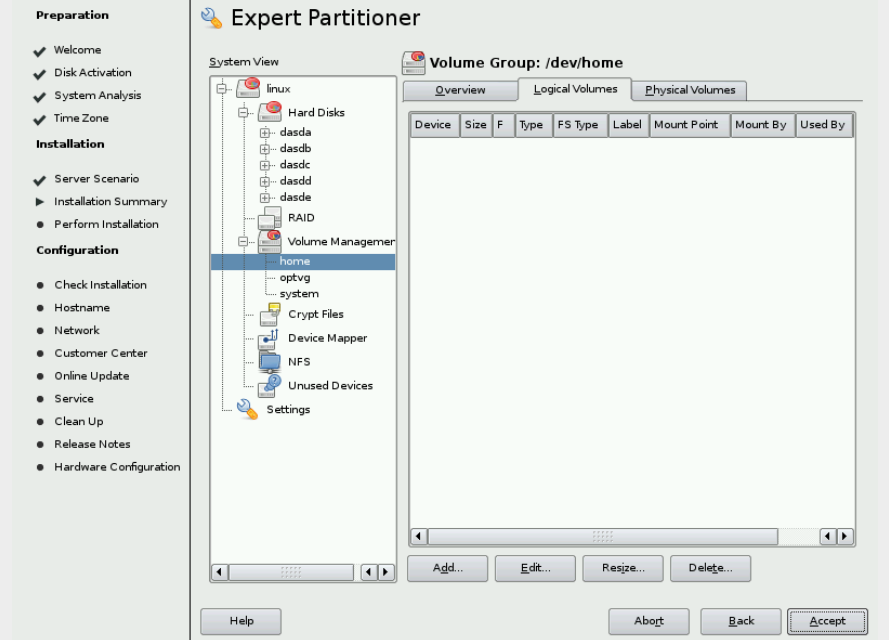 Preparation
Welcome
Disk Activation
System Analysis
Time Zone
Installation
Server Scenario
Installation Summary
Perform Installation
Configuration
Check Installation
Hostname
Network
Customer Center
Online Update
Service
Clean Up
Release Notes
Hardware Configuration
Expert Partitioner
System View
linux
Hard Disks
dasda
dasdb
dasdc
dasdd
dasde
RAID
Volume Managemen
home
optvg
system
Crypt Files
Device Mapper
NFS
Unused Devices
Settings
Volume Group: /dev/home
Overview Logical Volumes Physical Volumes
Device Size F Type FS Type Label Mount Point Mount By Used By
Add... Edit... Resize... Delete...
Help Abort Back Accept